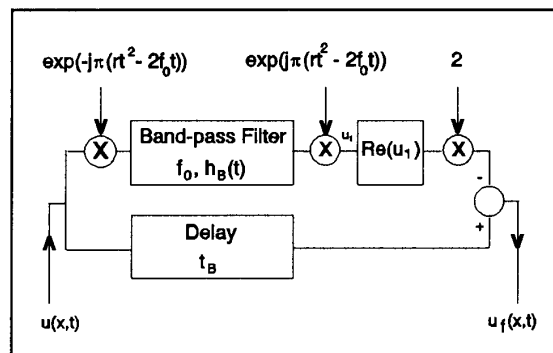 exp(-jπ(rt²- 2f₀t))
exp(jπ(rt²- 2f₀t))
2
X
Band-pass Filter
f₀, h_B(t)
X
u₁
Re(u₁)
X
-
+
Delay
t_B
u(x,t)
u_f(x,t)